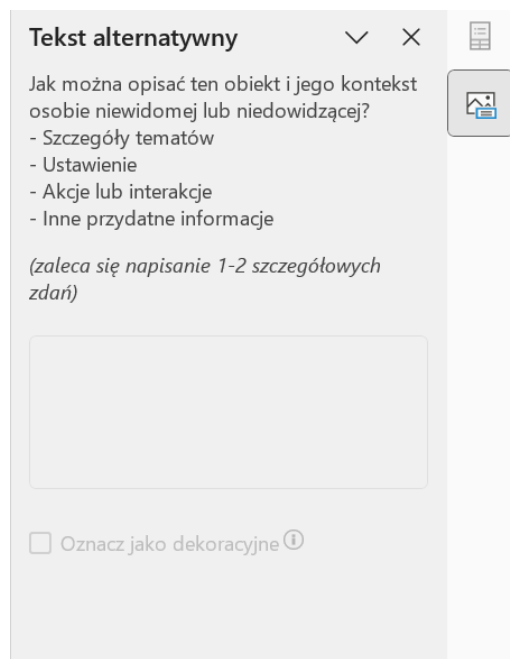 Tekst alternatywny
Jak można opisać ten obiekt i jego kontekst
osobie niewidomej lub niedowidzącej?
- Szczegóły tematów
- Ustawienie
- Akcje lub interakcje
- Inne przydatne informacje
(zaleca się napisanie 1-2 szczegółowych
zdań)
Oznacz jako dekoracyjne